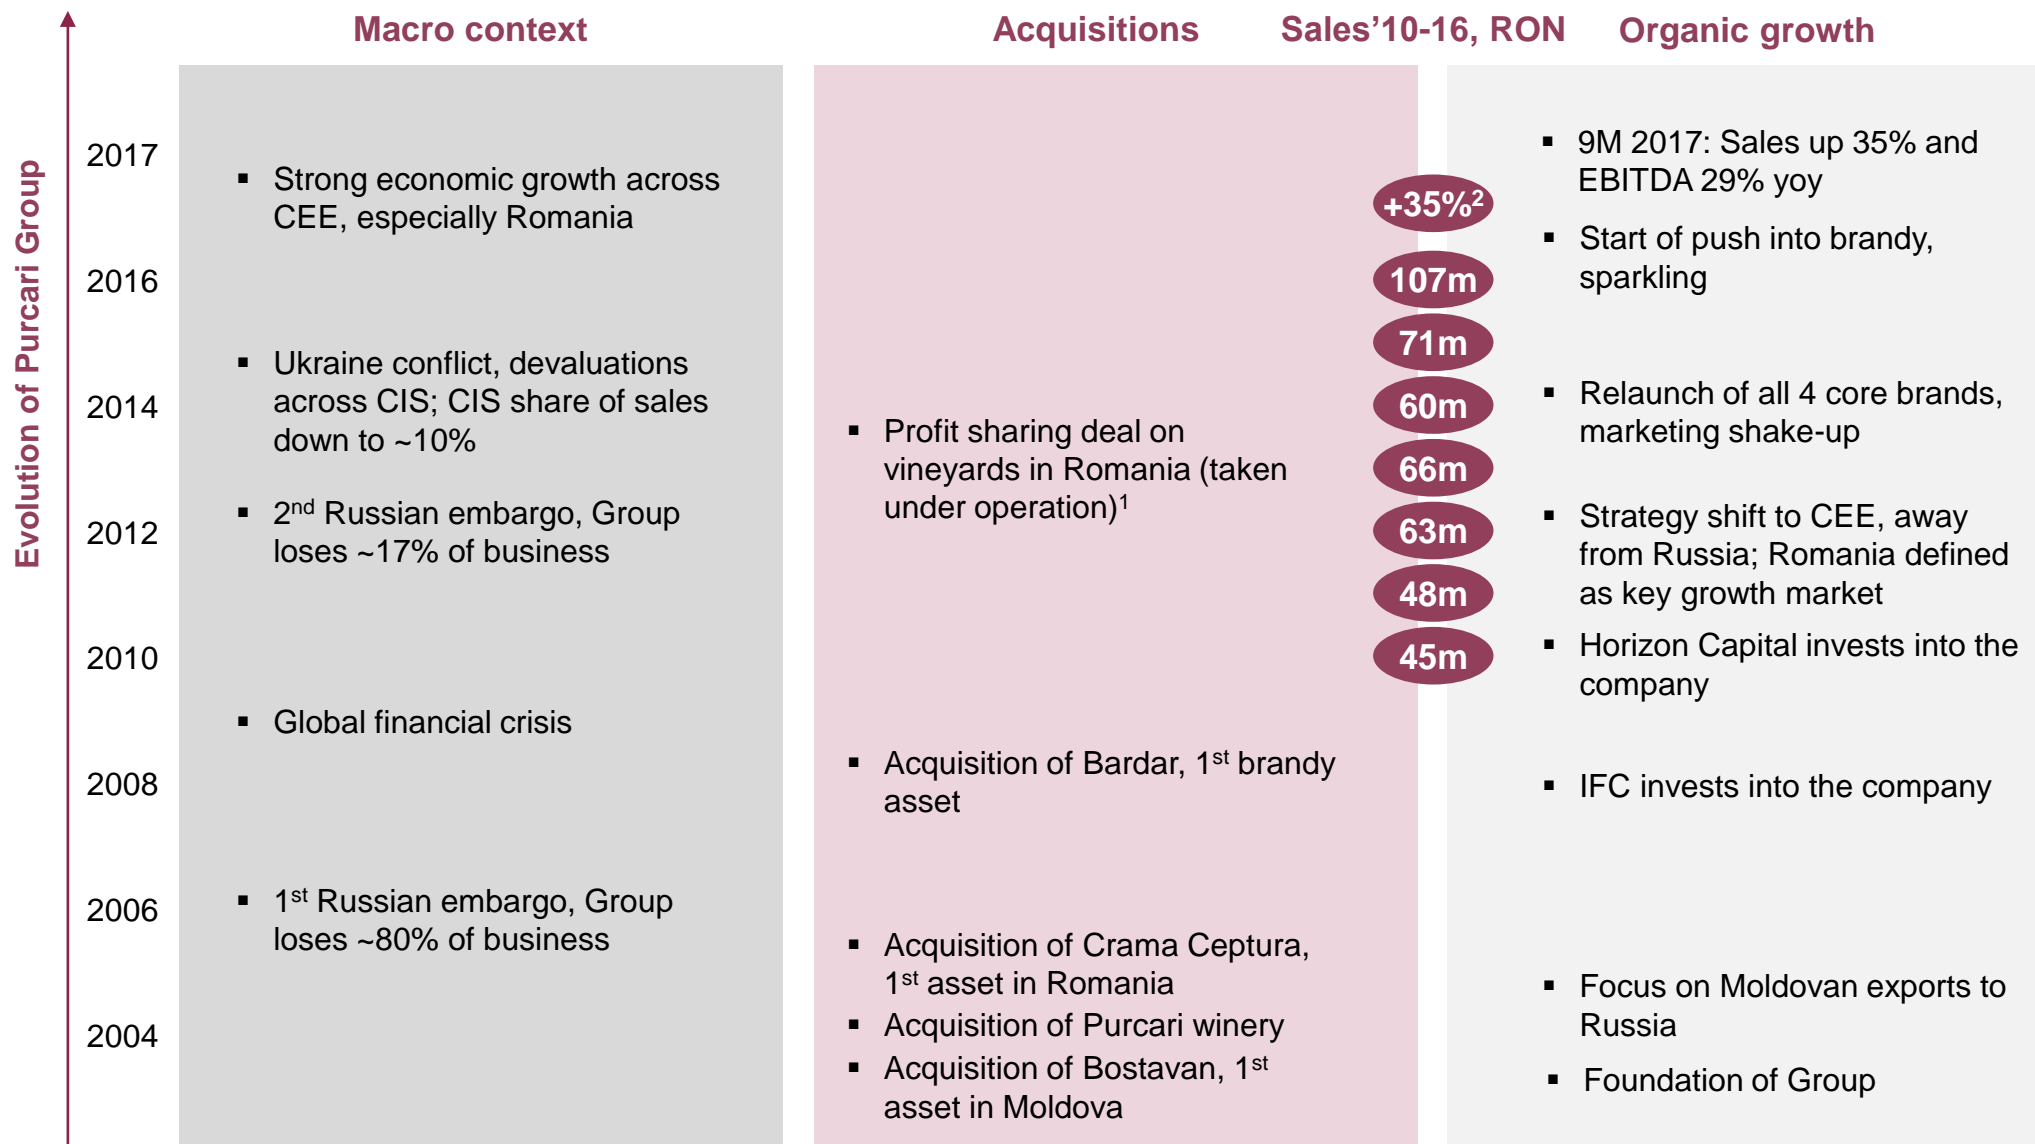 Macro context
Acquisitions
Sales’10-16, RON
Organic growth
Evolution of Purcari Group
2017
2016
2014
2012
2010
2008
2006
2004
▪ Strong economic growth across
CEE, especially Romania
▪ Ukraine conflict, devaluations
across CIS; CIS share of sales
down to ~10%
▪ 2nd Russian embargo, Group
loses ~17% of business
▪ Global financial crisis
▪ 1st Russian embargo, Group
loses ~80% of business
▪ Profit sharing deal on
vineyards in Romania (taken
under operation)1
▪ Acquisition of Bardar, 1st brandy
asset
▪ Acquisition of Crama Ceptura,
1st asset in Romania
▪ Acquisition of Purcari winery
▪ Acquisition of Bostavan, 1st
asset in Moldova
+35%2
107m
71m
60m
66m
63m
48m
45m
▪ 9M 2017: Sales up 35% and
EBITDA 29% yoy
▪ Start of push into brandy,
sparkling
▪ Relaunch of all 4 core brands,
marketing shake-up
▪ Strategy shift to CEE, away
from Russia; Romania defined
as key growth market
▪ Horizon Capital invests into the
company
▪ IFC invests into the company
▪ Focus on Moldovan exports to
Russia
▪ Foundation of Group